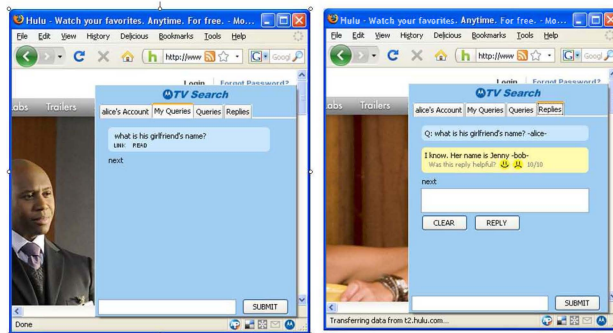 Hulu - Watch your favorites. Anytime. For free. - Mo...
File Edit View History Delicious Bookmarks Tools Help
http://www
Googl
Login Forgot Password?
abs Trailers
TV Search
alice's Account My Queries Queries Replies
what is his girlfriend's name?
LINK READ
next
SUBMIT
Done
Hulu - Watch your favorites. Anytime. For free. - Mo...
File Edit View History Delicious Bookmarks Tools Help
http://www
Googl
Login Forgot Password?
abs Trailers
TV Search
alice's Account My Queries Queries Replies
Q: what is his girlfriend's name? -alice-
I know. Her name is Jenny -bob-
Was this reply helpful? 10/10
next
CLEAR REPLY
SUBMIT
Transferring data from t2.hulu.com...